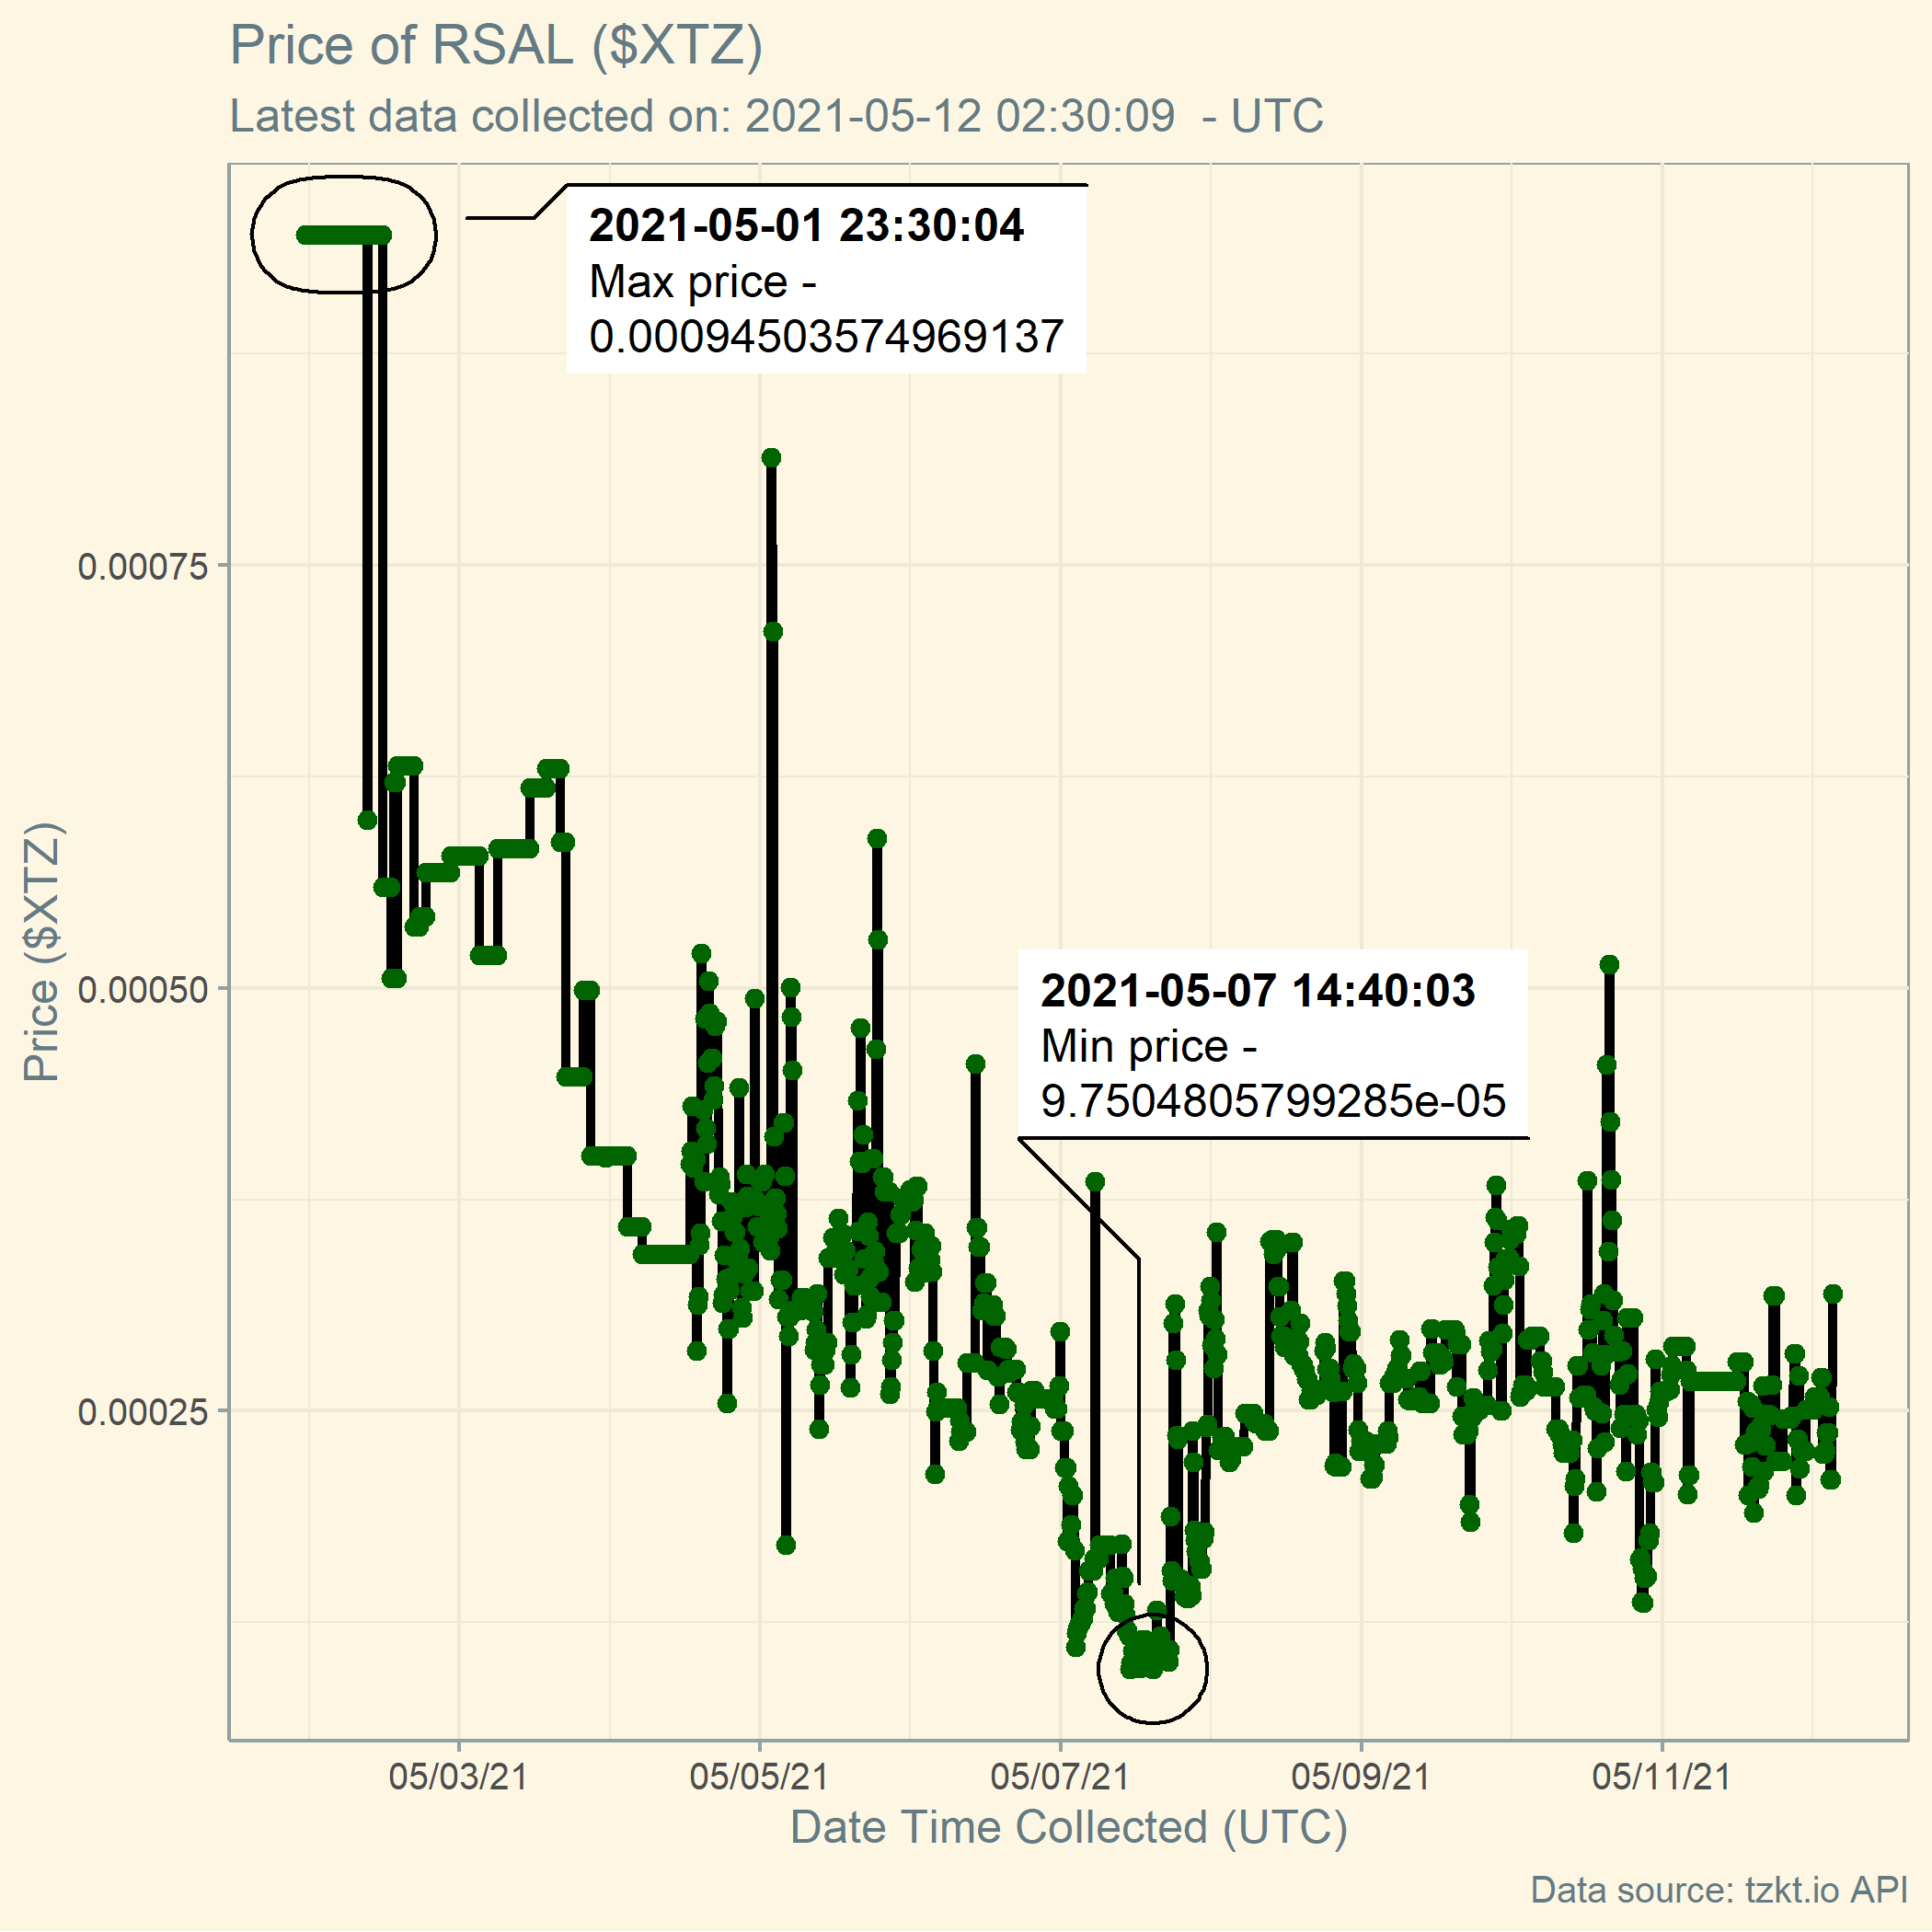 Price of RSAL ($XTZ)
Latest data collected on: 2021-05-12 02:30:09  - UTC
2021-05-01 23:30:04
Max price -
0.00094503574969137
0.00075
Price ($XTZ)
0.00050
2021-05-07 14:40:03
Min price -
9.7504805799285e-05
0.00025
05/03/21
05/05/21
05/07/21
05/09/21
05/11/21
Date Time Collected (UTC)
Data source: tzkt.io API